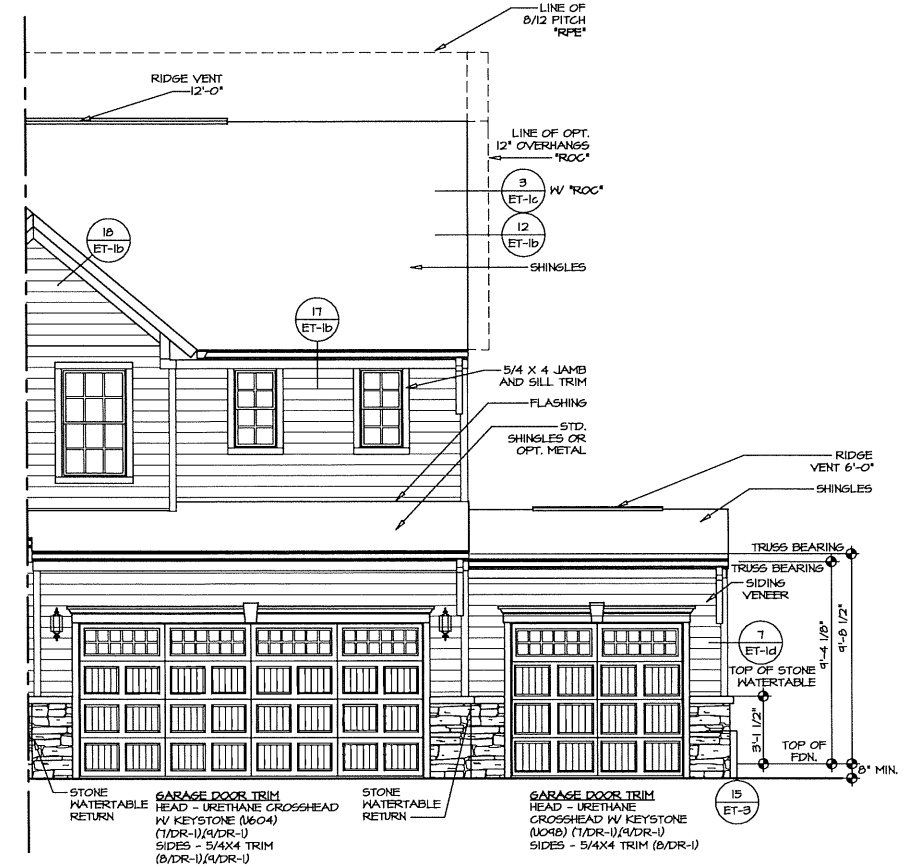 LINE OF
8/12 PITCH
"RPE"
RIDGE VENT
12'-0"
LINE OF OPT.
12" OVERHANGS
"ROC"
3
ET-1c
W/ "ROC"
12
ET-1b
18
ET-1b
SHINGLES
17
ET-1b
5/4 X 4 JAMB
AND SILL TRIM
FLASHING
STD.
SHINGLES OR
OPT. METAL
RIDGE
VENT 6'-0"
SHINGLES
TRUSS BEARING
TRUSS BEARING
SIDING
VENEER
7
ET-1d
9'-4 1/8"
9'-8 1/2"
TOP OF STONE
WATERTABLE
3'-1 1/2"
TOP OF
FDN.
8" MIN.
15
ET-3
STONE
WATERTABLE
RETURN
GARAGE DOOR TRIM
HEAD - URETHANE CROSSHEAD
W/ KEYSTONE (U604)
(7/DR-1),(9/DR-1)
SIDES - 5/4X4 TRIM
(8/DR-1),(9/DR-1)
STONE
WATERTABLE
RETURN
GARAGE DOOR TRIM
HEAD - URETHANE
CROSSHEAD W/ KEYSTONE
(U098) (7/DR-1),(9/DR-1)
SIDES - 5/4X4 TRIM (8/DR-1)